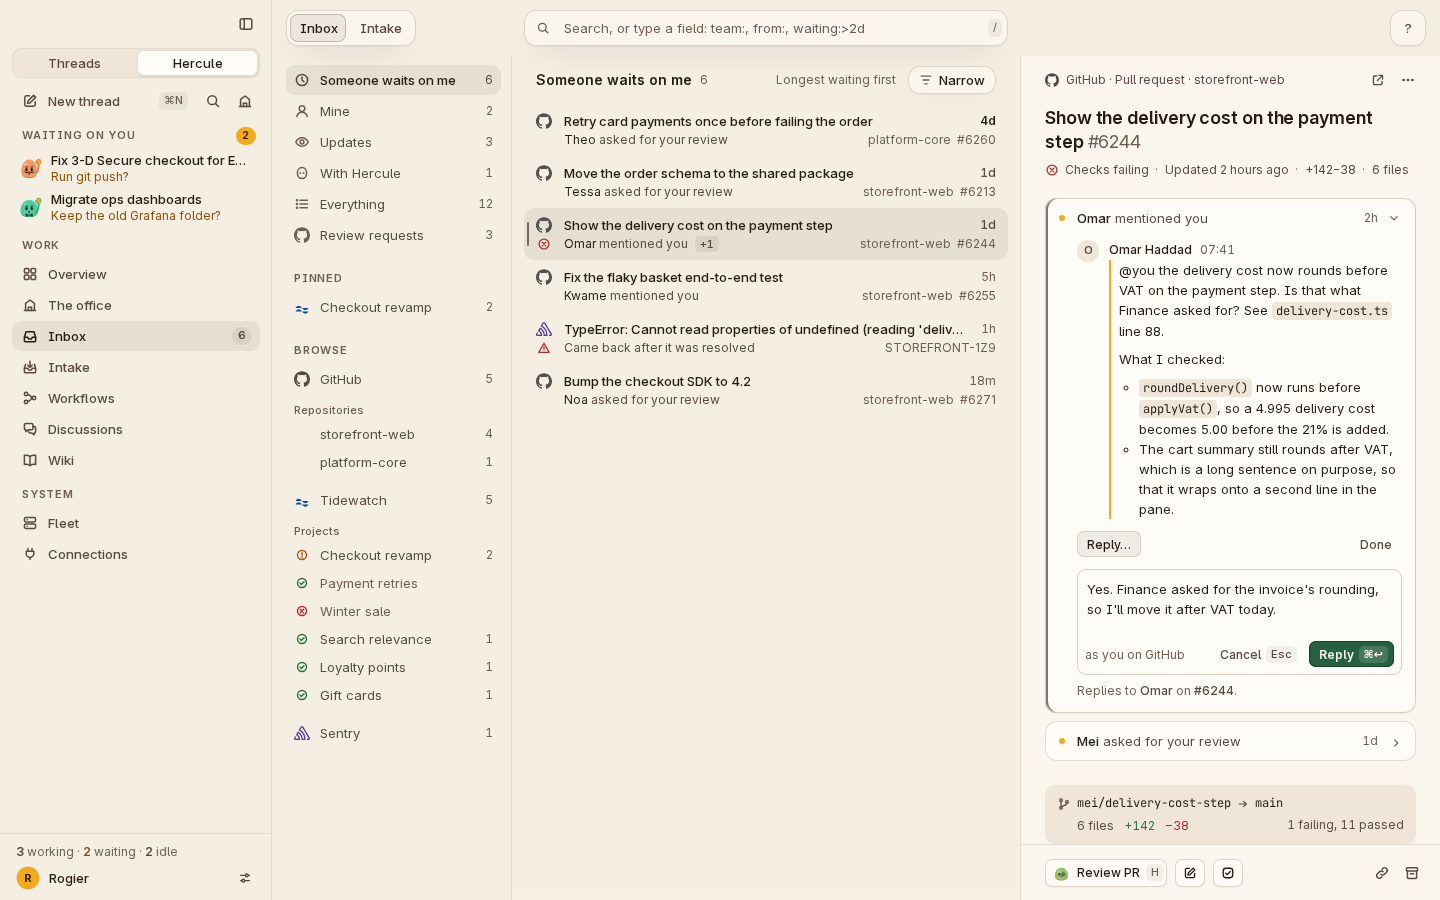 Threads
Hercule
New thread
⌘N
WAITING ON YOU
2
Fix 3-D Secure checkout for E…
Run git push?
Migrate ops dashboards
Keep the old Grafana folder?
WORK
Overview
The office
Inbox
6
Intake
Workflows
Discussions
Wiki
SYSTEM
Fleet
Connections
3 working · 2 waiting · 2 idle
R
Rogier
Inbox
Intake
Someone waits on me 6
Mine 2
Updates 3
With Hercule 1
Everything 12
Review requests 3
PINNED
Checkout revamp 2
BROWSE
GitHub 5
Repositories
storefront-web 4
platform-core 1
Tidewatch 5
Projects
Checkout revamp 2
Payment retries
Winter sale
Search relevance 1
Loyalty points 1
Gift cards 1
Sentry 1
Search, or type a field: team:, from:, waiting:>2d
/
?
Someone waits on me 6
Longest waiting first
Narrow
Retry card payments once before failing the order 4d
Theo asked for your review platform-core #6260
Move the order schema to the shared package 1d
Tessa asked for your review storefront-web #6213
Show the delivery cost on the payment step 1d
Omar mentioned you +1 storefront-web #6244
Fix the flaky basket end-to-end test 5h
Kwame mentioned you storefront-web #6255
TypeError: Cannot read properties of undefined (reading 'deliv… 1h
Came back after it was resolved STOREFRONT-1Z9
Bump the checkout SDK to 4.2 18m
Noa asked for your review storefront-web #6271
GitHub · Pull request · storefront-web
Show the delivery cost on the payment
step #6244
Checks failing · Updated 2 hours ago · +142−38 · 6 files
Omar mentioned you 2h
O
Omar Haddad 07:41
@you the delivery cost now rounds before
VAT on the payment step. Is that what
Finance asked for? See delivery-cost.ts
line 88.
What I checked:
roundDelivery() now runs before
applyVat(), so a 4.995 delivery cost
becomes 5.00 before the 21% is added.
The cart summary still rounds after VAT,
which is a long sentence on purpose, so
that it wraps onto a second line in the
pane.
Reply…
Done
Yes. Finance asked for the invoice's rounding,
so I'll move it after VAT today.
as you on GitHub
Cancel Esc
Reply ⌘↩
Replies to Omar on #6244.
Mei asked for your review 1d
mei/delivery-cost-step → main
6 files +142 −38 1 failing, 11 passed
Review PR H